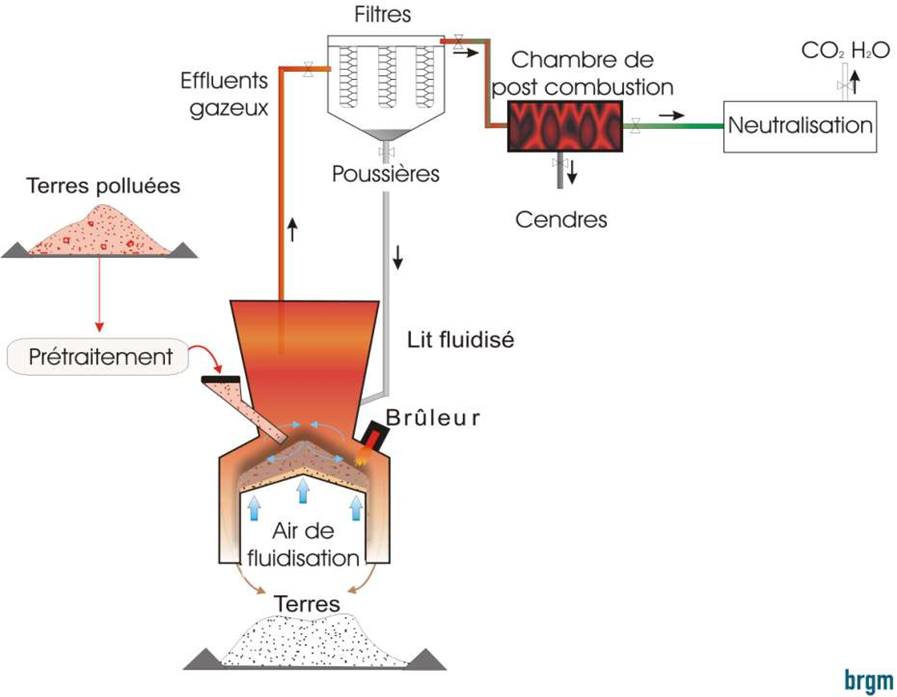 Filtres
CO₂ H₂O
Chambre de
post combustion
Effluents
gazeux
Neutralisation
Poussières
Terres polluées
Cendres
Lit fluidisé
Prétraitement
Brûleur
Air de
fluidisation
Terres
brgm